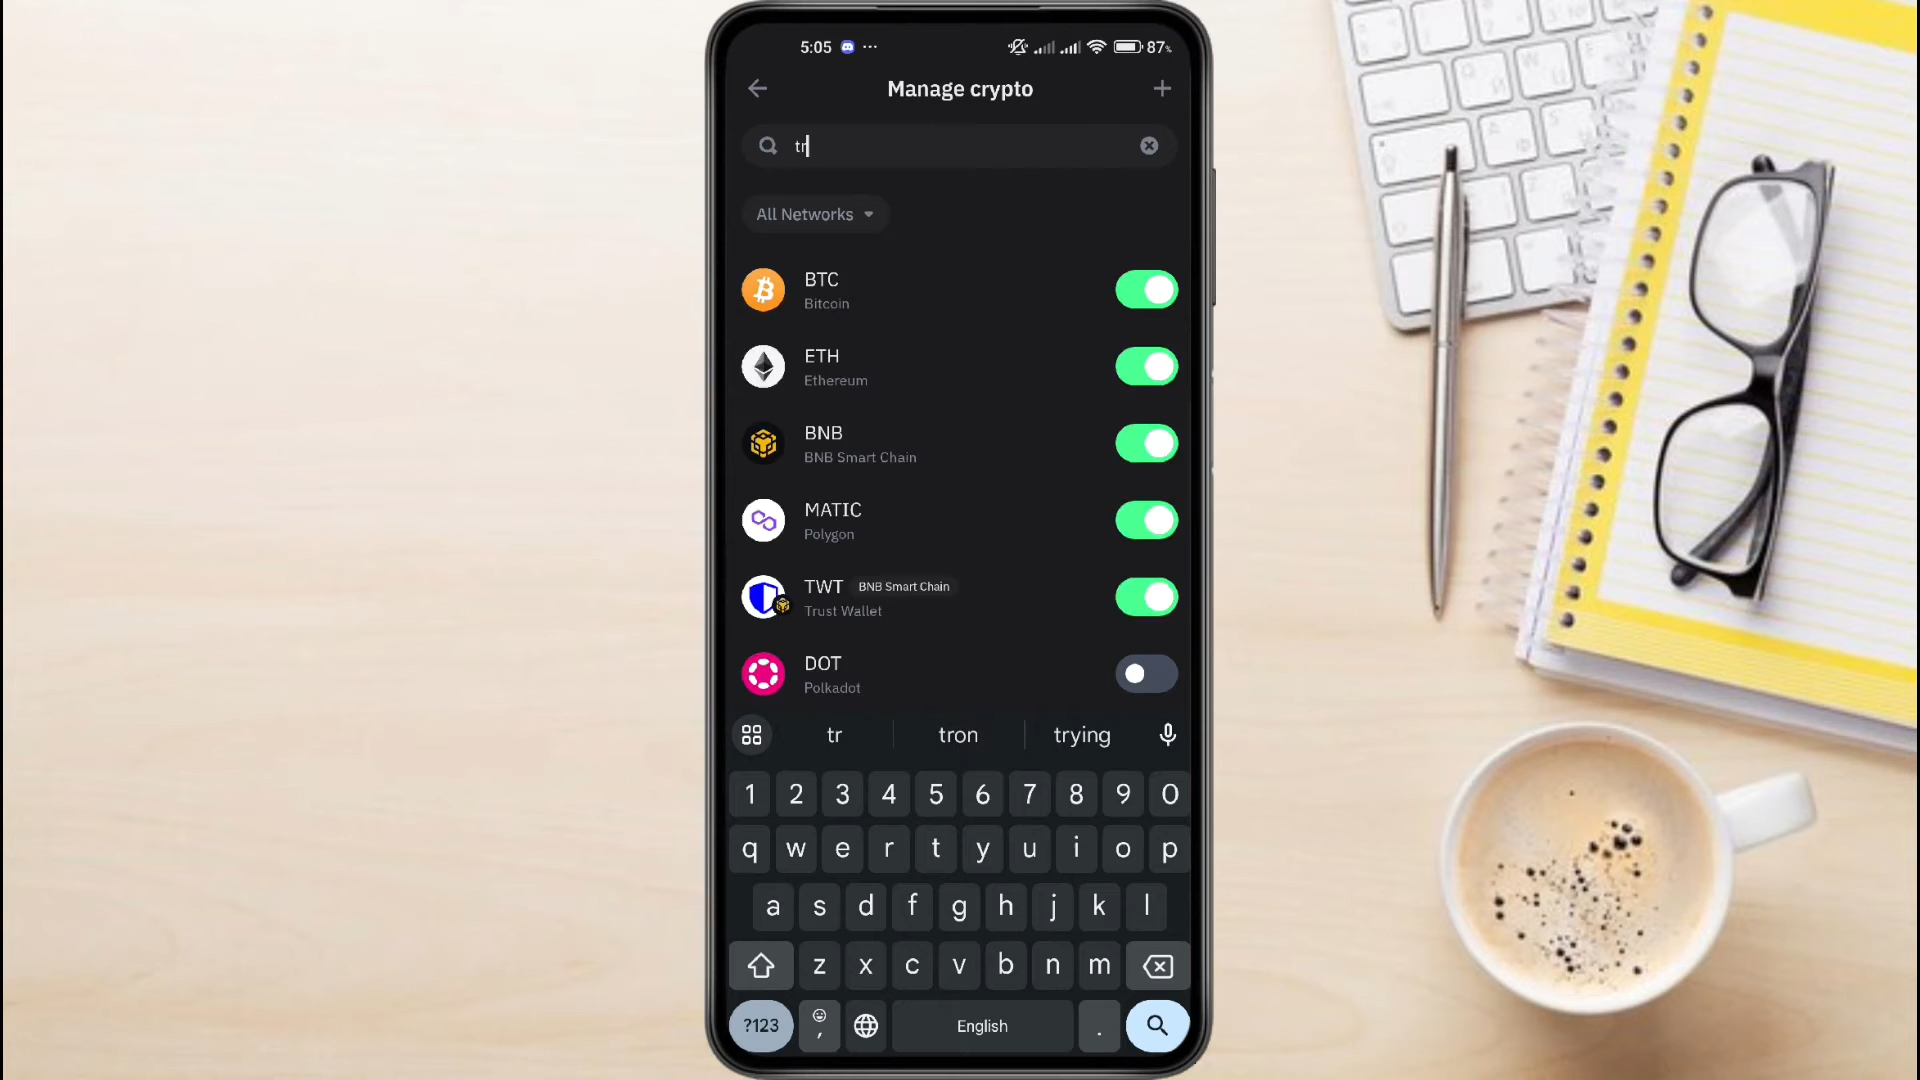 5:05 ... 87%
Manage crypto
tr
All Networks
BTC
Bitcoin
ETH
Ethereum
BNB
BNB Smart Chain
MATIC
Polygon
TWT BNB Smart Chain
Trust Wallet
DOT
Polkadot
tr tron trying
1 2 3 4 5 6 7 8 9 0
q w e r t y u i o p
a s d f g h j k l
z x c v b n m
?123 , English .